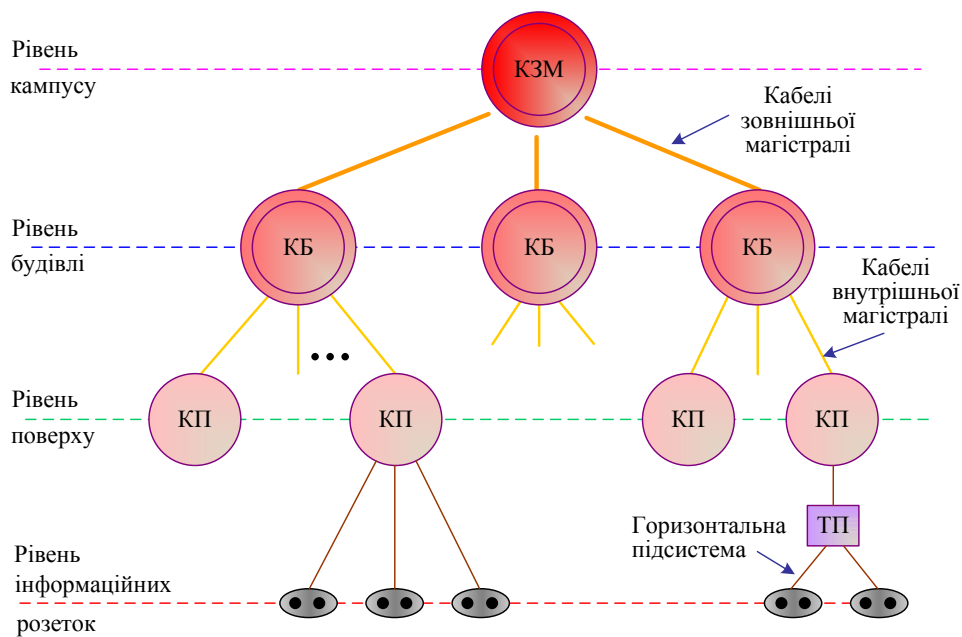 Рівень
кампусу
КЗМ
Кабелі
зовнішньої
магістралі
Рівень
будівлі
КБ
КБ
КБ
Кабелі
внутрішньої
магістралі
Рівень
поверху
КП
КП
КП
КП
ТП
Горизонтальна
підсистема
Рівень
інформаційних
розеток